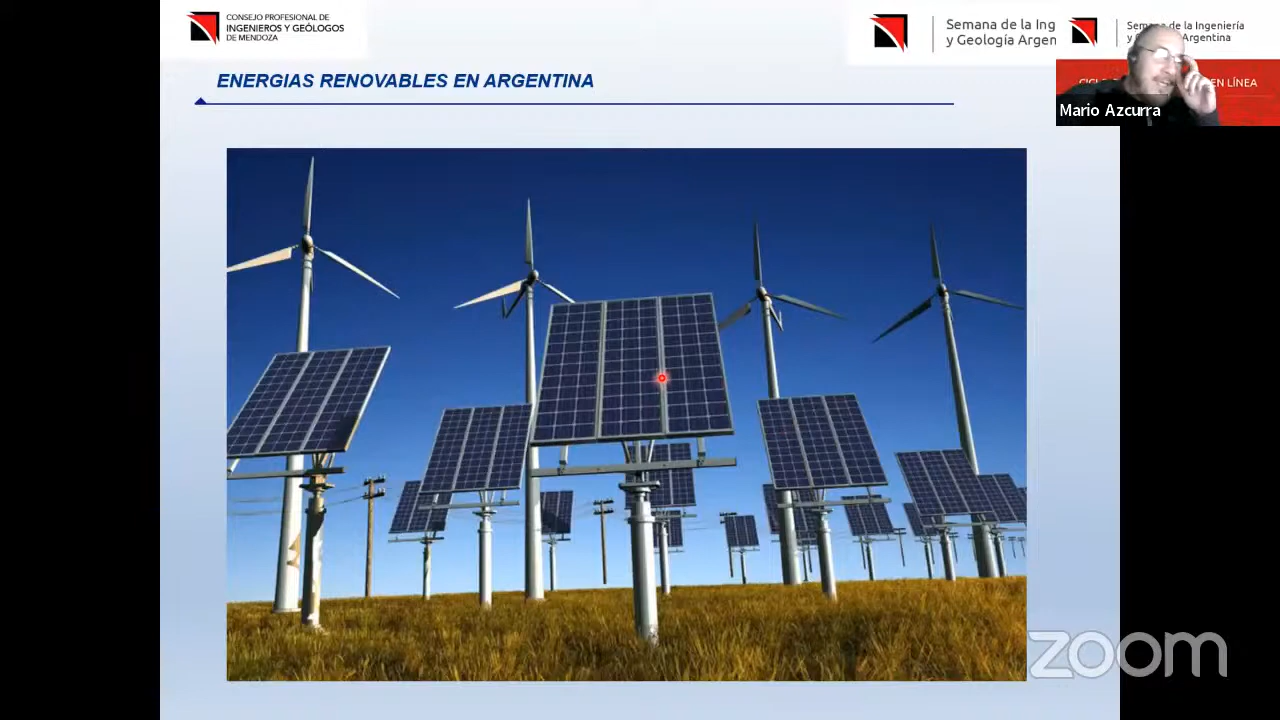 CONSEJO PROFESIONAL DE
INGENIEROS Y GEÓLOGOS
DE MENDOZA
Semana de la Ing
y Geología Argen
de la Ingeniería
Argentina
EN LÍNEA
Mario Azcurra
ENERGIAS RENOVABLES EN ARGENTINA
zoom